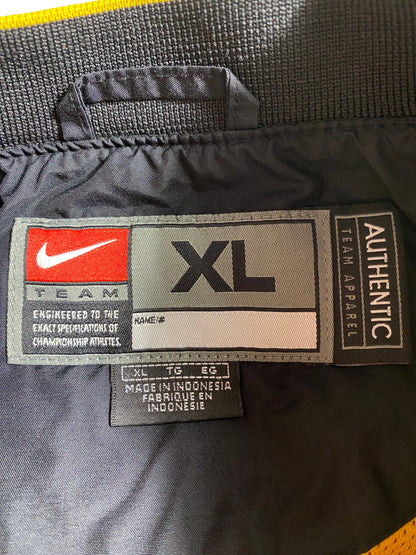 TEAM
ENGINEERED TO THE
EXACT SPECIFICATIONS OF
CHAMPIONSHIP ATHLETES.
XL
NAME/#
AUTHENTIC
TEAM APPAREL
XL TG EG
MADE IN INDONESIA
FABRIQUE EN
INDONÉSIE